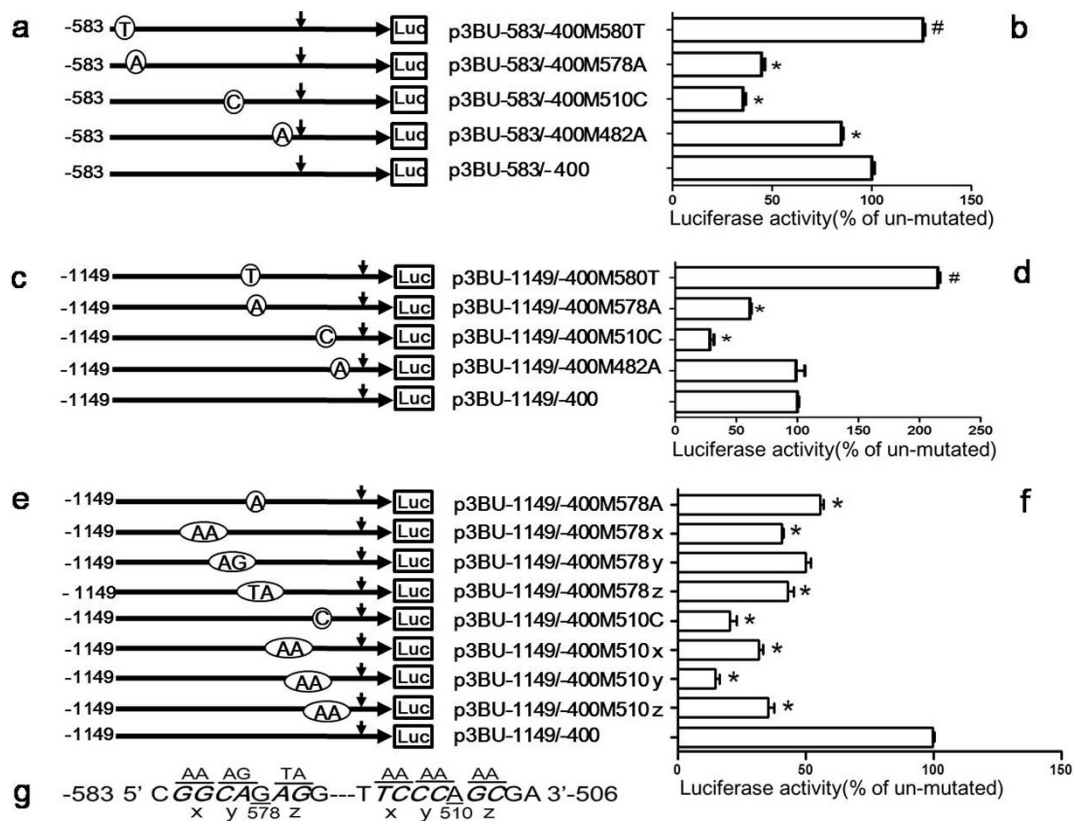 a
-583 T Luc p3BU-583/-400M580T #
-583 A Luc p3BU-583/-400M578A *
-583 C Luc p3BU-583/-400M510C *
-583 A Luc p3BU-583/-400M482A *
-583 Luc p3BU-583/-400
b
0 50 100 150
Luciferase activity(% of un-mutated)
c
-1149 T Luc p3BU-1149/-400M580T #
-1149 A Luc p3BU-1149/-400M578A *
-1149 C Luc p3BU-1149/-400M510C *
-1149 A Luc p3BU-1149/-400M482A
-1149 Luc p3BU-1149/-400
d
0 50 100 150 200 250
Luciferase activity(% of un-mutated)
e
-1149 A Luc p3BU-1149/-400M578A *
-1149 AA Luc p3BU-1149/-400M578 x *
-1149 AG Luc p3BU-1149/-400M578 y
- 1149 TA Luc p3BU-1149/-400M578 z *
-1149 C Luc p3BU-1149/-400M510C *
-1149 AA Luc p3BU-1149/-400M510 x *
-1149 AA Luc p3BU-1149/-400M510 y *
-1149 AA Luc p3BU-1149/-400M510 z *
-1149 Luc p3BU-1149/-400
f
0 50 100 150
Luciferase activity(% of un-mutated)
AA AG TA AA AA AA
g -583 5' CGGCAGAGG---TTCCCAGCGA 3'-506
x y 578 z x y 510 z